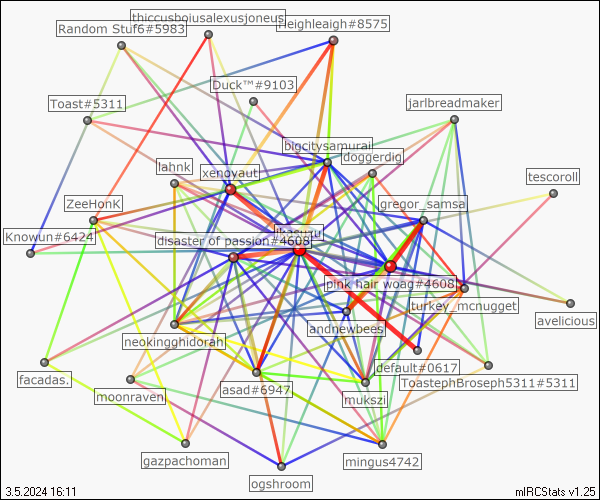 thiccusboiusalexusjoneus
Heighleaigh#8575
Random Stuf6#5983
Duck™#9103
Toast#5311
jarlbreadmaker
bigcitysamurai
doggerdig
lahnk
xenoyaut
tescoroll
ZeeHonK
gregor_samsa
Knowun#6424
disaster of passion#4608
pink hair woag#4608
turkey_mcnugget
avelicious
andnewbees
neokingghidorah
facadas.
default#0617
ToastephBroseph5311#5311
moonraven.
asad#6947
mukszi
gazpachoman
mingus4742
ogshroom
3.5.2024 16:11
mIRCStats v1.25